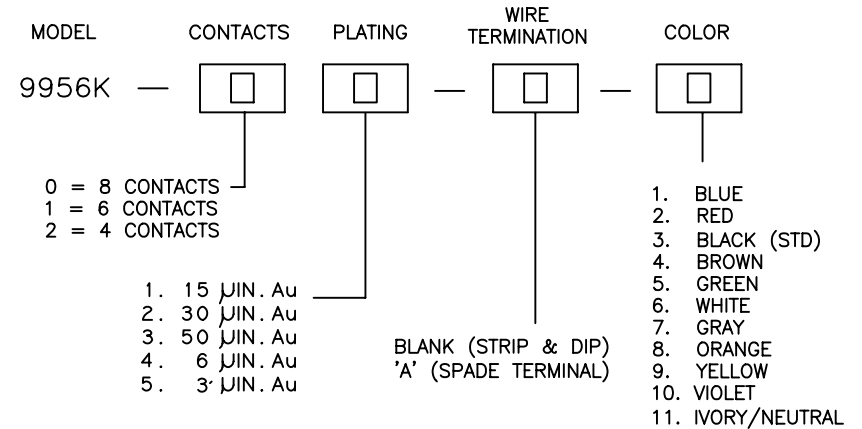 MODEL CONTACTS PLATING WIRE TERMINATION COLOR
9956K — — —
0 = 8 CONTACTS
1 = 6 CONTACTS
2 = 4 CONTACTS
1. 15 µIN. Au
2. 30 µIN. Au
3. 50 µIN. Au
4. 6 µIN. Au
5. 3 µIN. Au
BLANK (STRIP & DIP)
'A' (SPADE TERMINAL)
1. BLUE
2. RED
3. BLACK (STD)
4. BROWN
5. GREEN
6. WHITE
7. GRAY
8. ORANGE
9. YELLOW
10. VIOLET
11. IVORY/NEUTRAL